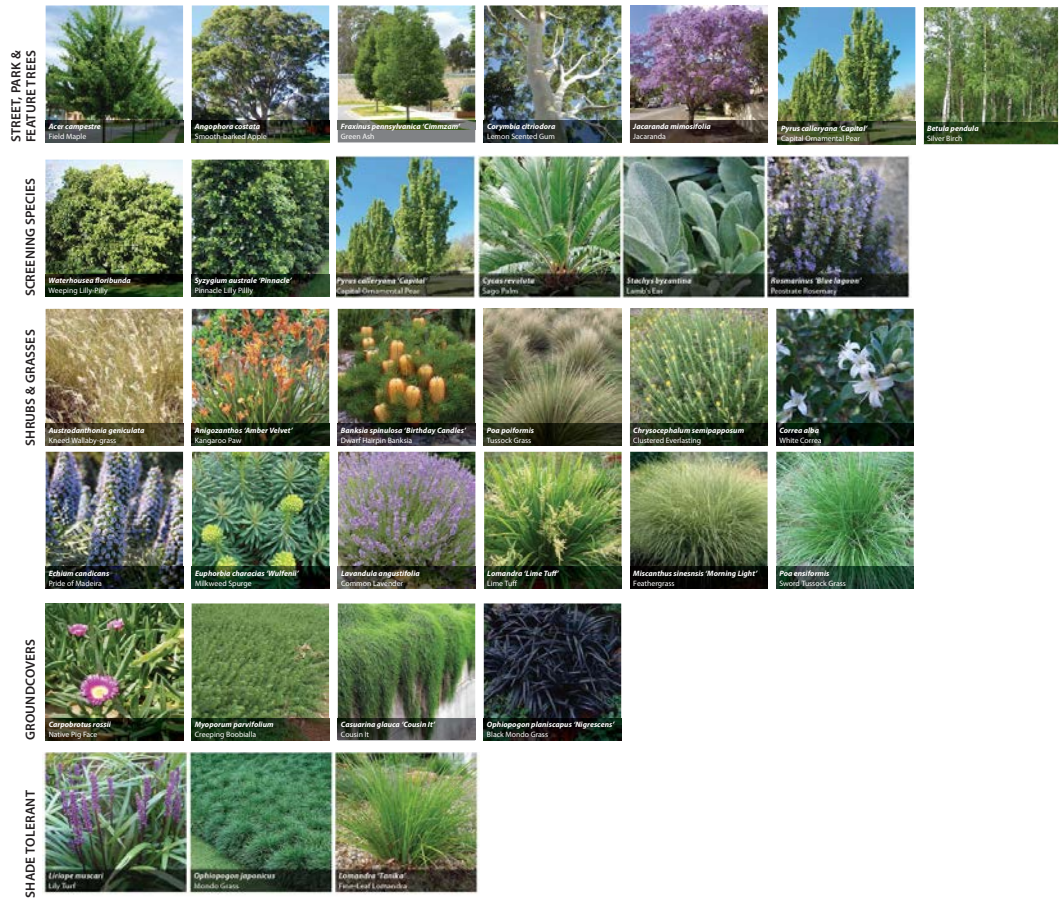 STREET, PARK &
FEATURE TREES
Acer campestre
Field Maple
Angophora costata
Smooth-barked Apple
Fraxinus pennsylvanica 'Cimmzam'
Green Ash
Corymbia citriodora
Lemon Scented Gum
Jacaranda mimosifolia
Jacaranda
Pyrus calleryana 'Capital'
Capital Ornamental Pear
Betula pendula
Silver Birch
SCREENING SPECIES
Waterhousea floribunda
Weeping Lilly-Pilly
Syzygium australe 'Pinnacle'
Pinnacle Lilly Pilly
Pyrus calleryana 'Capital'
Capital Ornamental Pear
Cycas revoluta
Sago Palm
Stachys byzantina
Lamb's Ear
Rosmarinus 'Blue lagoon'
Prostrate Rosemary
SHRUBS & GRASSES
Austrodanthonia geniculata
Kneed Wallaby-grass
Anigozanthos 'Amber Velvet'
Kangaroo Paw
Banksia spinulosa 'Birthday Candles'
Dwarf Hairpin Banksia
Poa poiformis
Tussock Grass
Chrysocephalum semipapposum
Clustered Everlasting
Correa alba
White Correa
Echium candicans
Pride of Madeira
Euphorbia characias 'Wulfenii'
Milkweed Spurge
Lavandula angustifolia
Common Lavender
Lomandra 'Lime Tuff'
Lime Tuff
Miscanthus sinesnsis 'Morning Light'
Feathergrass
Poa ensiformis
Sword Tussock Grass
GROUNDCOVERS
Carpobrotus rossii
Native Pig Face
Myoporum parvifolium
Creeping Boobialla
Casuarina glauca 'Cousin It'
Cousin It
Ophiopogon planiscapus 'Nigrescens'
Black Mondo Grass
SHADE TOLERANT
Liriope muscari
Lily Turf
Ophiopogon japonicus
Mondo Grass
Lomandra 'Tanika'
Fine-Leaf Lomandra